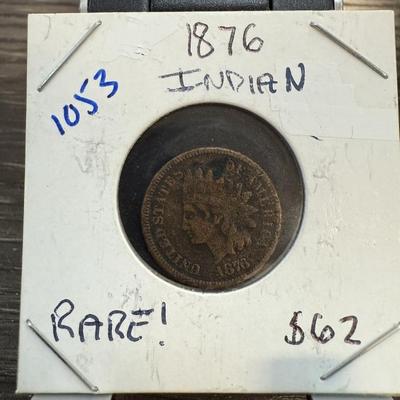 1876
INDIAN
1053
UNITED STATES OF AMERICA
1876
RARE!
$62